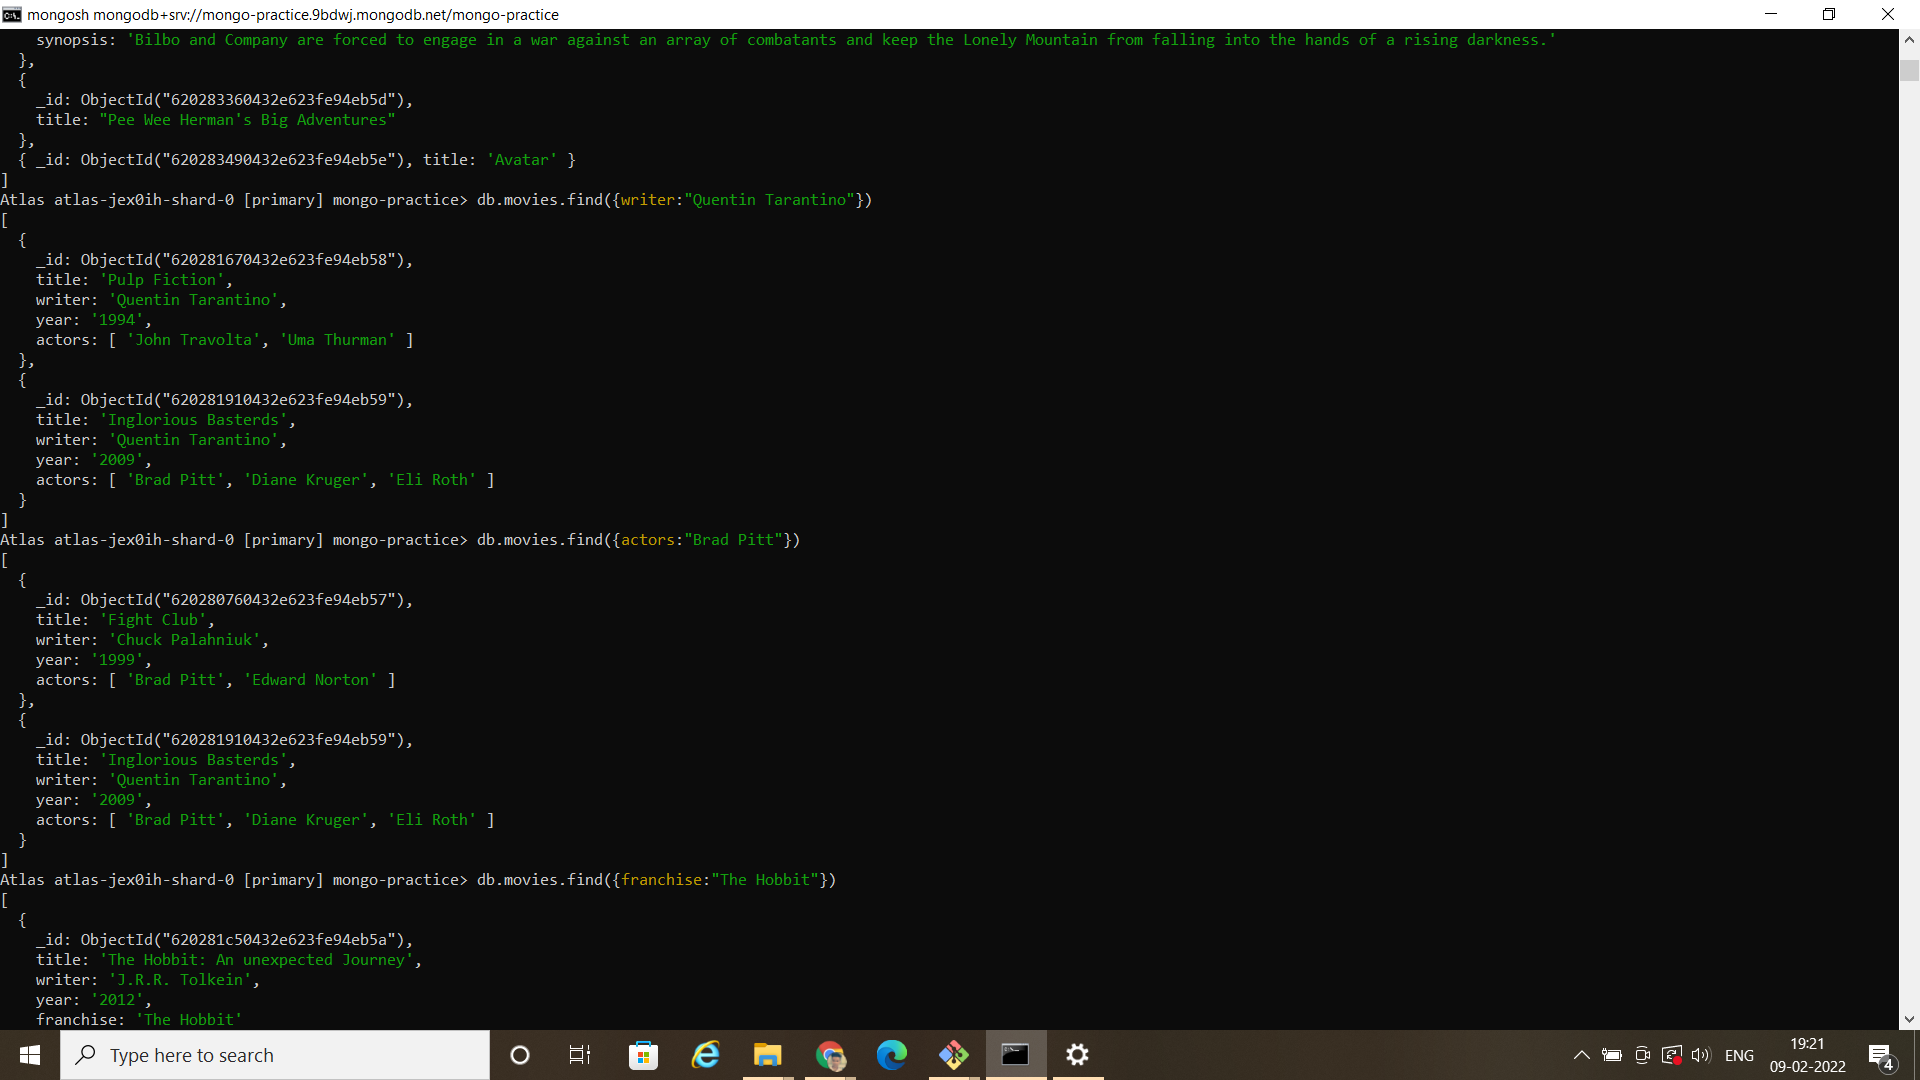 mongosh mongodb+srv://mongo-practice.9bdwj.mongodb.net/mongo-practice
synopsis: 'Bilbo and Company are forced to engage in a war against an array of combatants and keep the Lonely Mountain from falling into the hands of a rising darkness.'
},
{
_id: ObjectId("620283360432e623fe94eb5d"),
title: "Pee Wee Herman's Big Adventures"
},
{ _id: ObjectId("620283490432e623fe94eb5e"), title: 'Avatar' }
]
Atlas atlas-jex0ih-shard-0 [primary] mongo-practice> db.movies.find({writer:"Quentin Tarantino"})
[
{
_id: ObjectId("620281670432e623fe94eb58"),
title: 'Pulp Fiction',
writer: 'Quentin Tarantino',
year: '1994',
actors: [ 'John Travolta', 'Uma Thurman' ]
},
{
_id: ObjectId("620281910432e623fe94eb59"),
title: 'Inglorious Basterds',
writer: 'Quentin Tarantino',
year: '2009',
actors: [ 'Brad Pitt', 'Diane Kruger', 'Eli Roth' ]
}
]
Atlas atlas-jex0ih-shard-0 [primary] mongo-practice> db.movies.find({actors:"Brad Pitt"})
[
{
_id: ObjectId("620280760432e623fe94eb57"),
title: 'Fight Club',
writer: 'Chuck Palahniuk',
year: '1999',
actors: [ 'Brad Pitt', 'Edward Norton' ]
},
{
_id: ObjectId("620281910432e623fe94eb59"),
title: 'Inglorious Basterds',
writer: 'Quentin Tarantino',
year: '2009',
actors: [ 'Brad Pitt', 'Diane Kruger', 'Eli Roth' ]
}
]
Atlas atlas-jex0ih-shard-0 [primary] mongo-practice> db.movies.find({franchise:"The Hobbit"})
[
{
_id: ObjectId("620281c50432e623fe94eb5a"),
title: 'The Hobbit: An unexpected Journey',
writer: 'J.R.R. Tolkein',
year: '2012',
franchise: 'The Hobbit'
Type here to search
ENG
19:21
09-02-2022
4